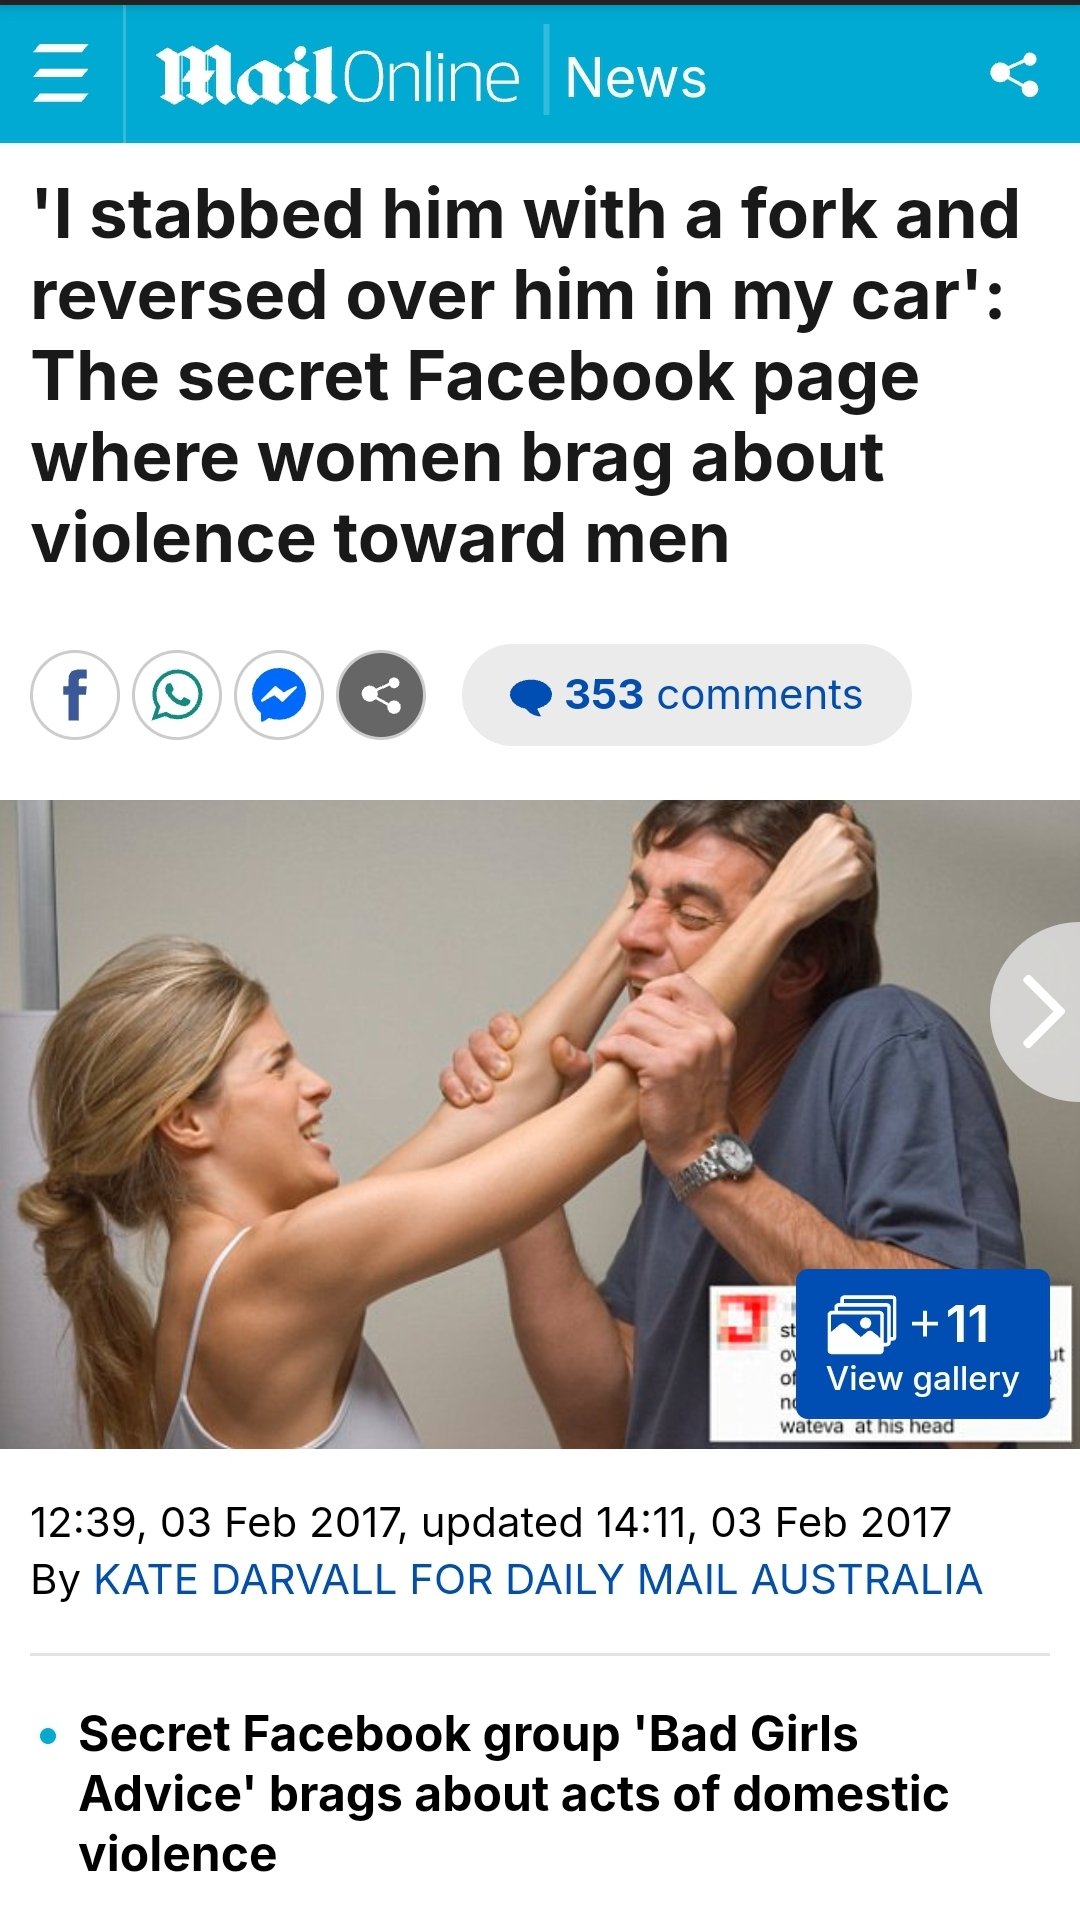 Mail Online News
'I stabbed him with a fork and
reversed over him in my car':
The secret Facebook page
where women brag about
violence toward men
353 comments
+11
View gallery
wateva at his head
12:39, 03 Feb 2017, updated 14:11, 03 Feb 2017
By KATE DARVALL FOR DAILY MAIL AUSTRALIA
Secret Facebook group 'Bad Girls
Advice' brags about acts of domestic
violence